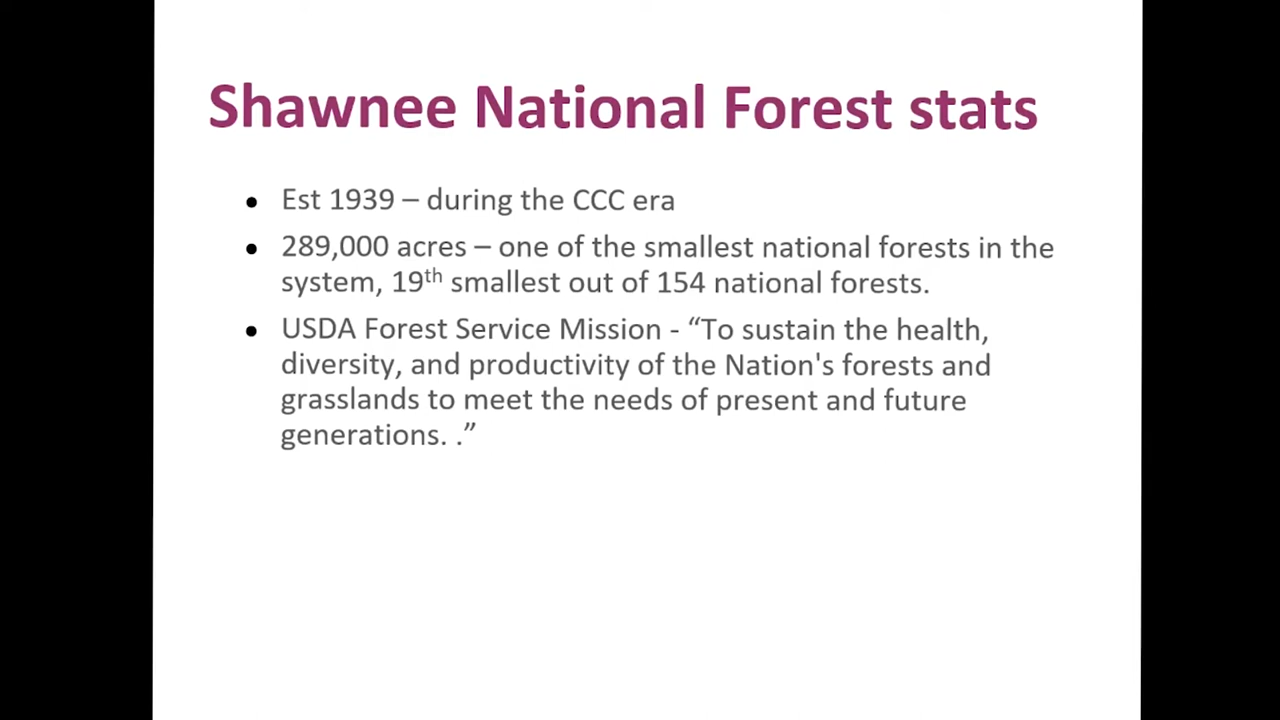 Shawnee National Forest stats
• Est 1939 – during the CCC era
• 289,000 acres – one of the smallest national forests in the
system, 19th smallest out of 154 national forests.
• USDA Forest Service Mission - “To sustain the health,
diversity, and productivity of the Nation's forests and
grasslands to meet the needs of present and future
generations. .”